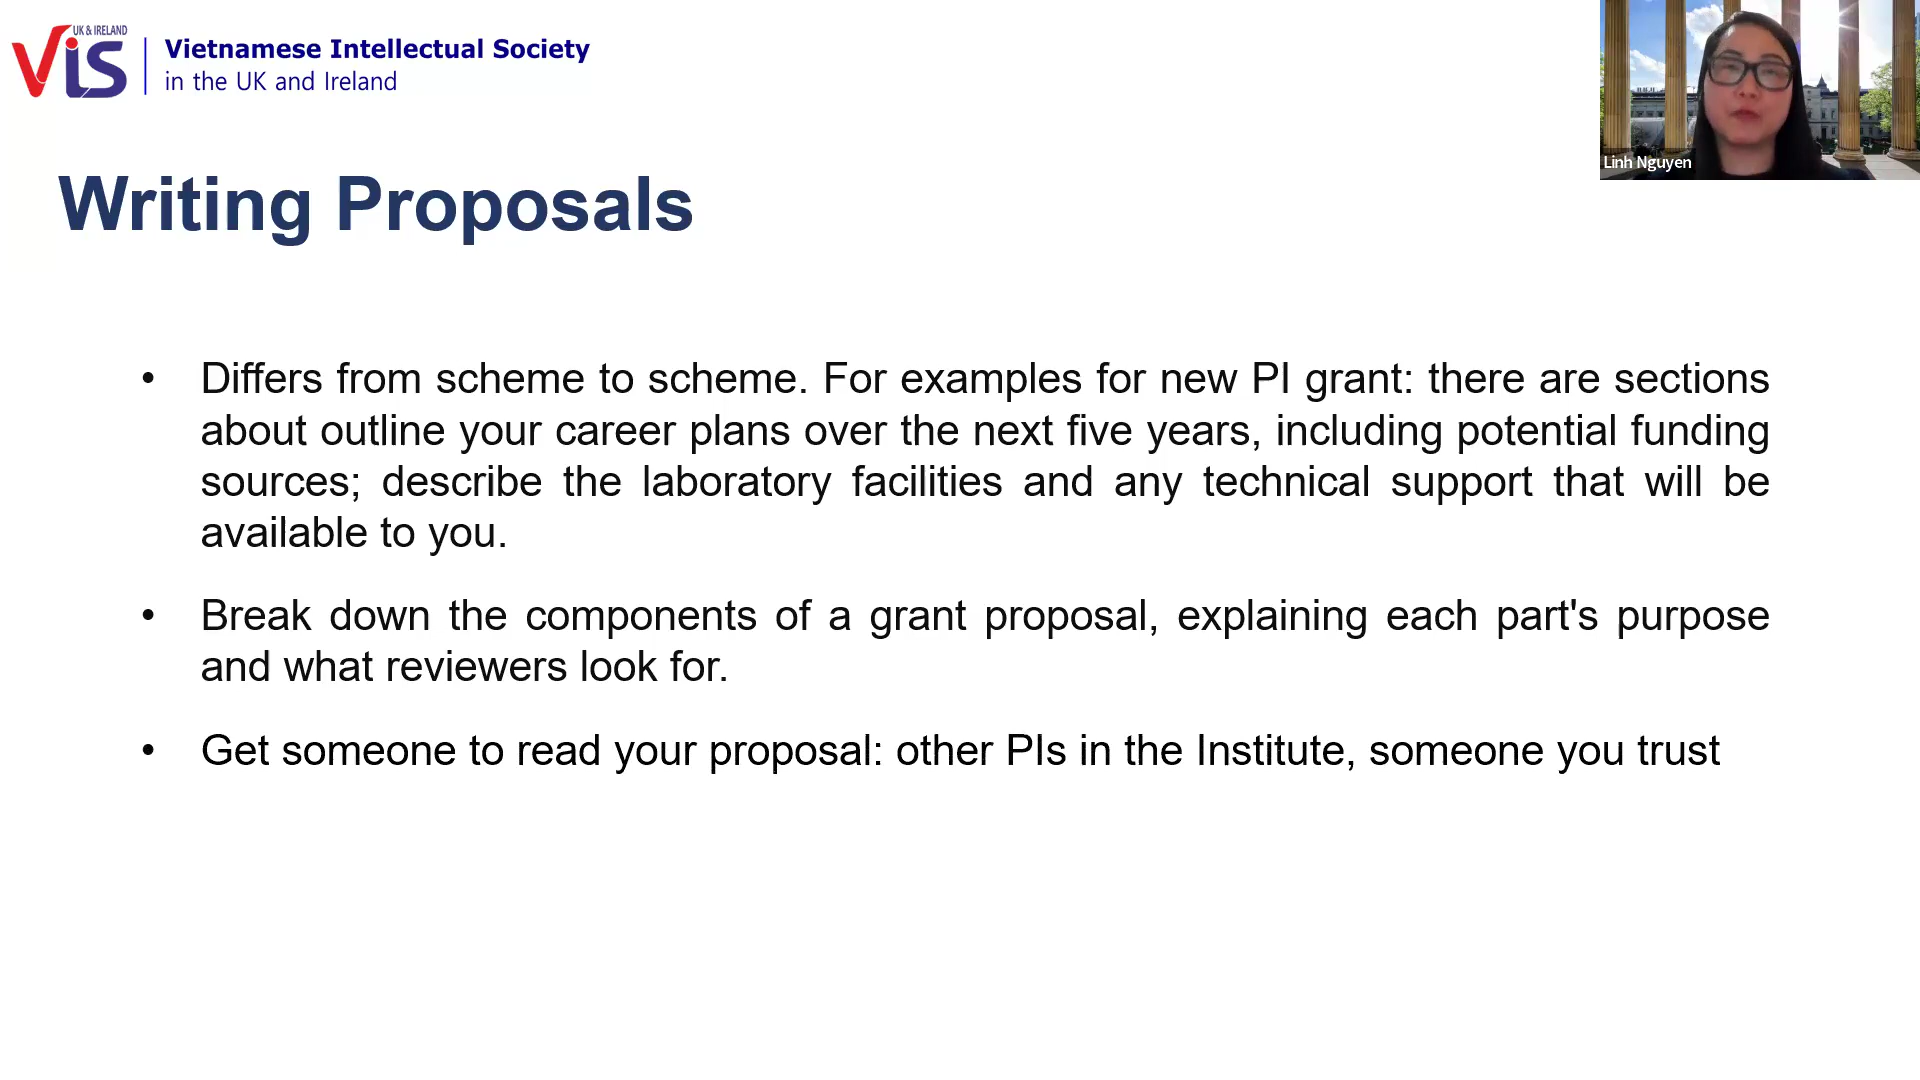 UK & IRELAND
VIS
Vietnamese Intellectual Society
in the UK and Ireland
Linh Nguyen
Writing Proposals
• Differs from scheme to scheme. For examples for new PI grant: there are sections
about outline your career plans over the next five years, including potential funding
sources; describe the laboratory facilities and any technical support that will be
available to you.
• Break down the components of a grant proposal, explaining each part's purpose
and what reviewers look for.
• Get someone to read your proposal: other PIs in the Institute, someone you trust